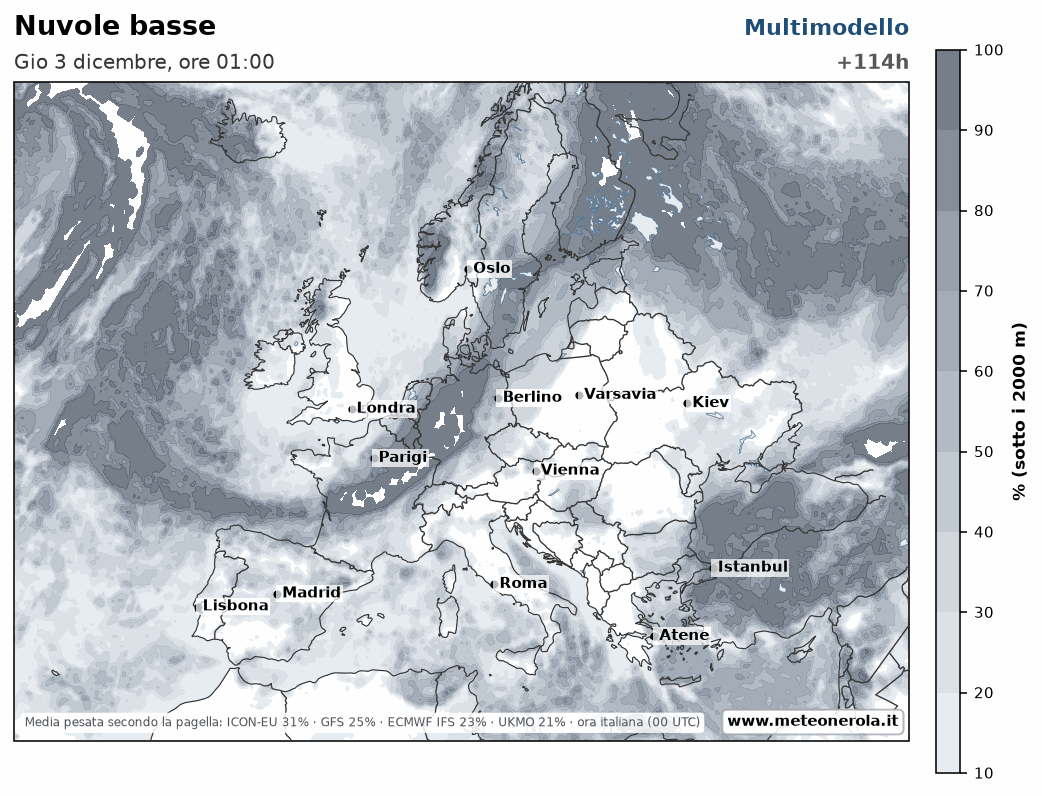 Nuvole basse
Multimodello
Gio 3 dicembre, ore 01:00
+114h
100
90
80
70
60
50
40
30
20
10
% (sotto i 2000 m)
Oslo
Berlino
Varsavia
Kiev
Londra
Parigi
Vienna
Istanbul
Roma
Madrid
Lisbona
Atene
Media pesata secondo la pagella: ICON-EU 31% · GFS 25% · ECMWF IFS 23% · UKMO 21% · ora italiana (00 UTC)
www.meteonerola.it